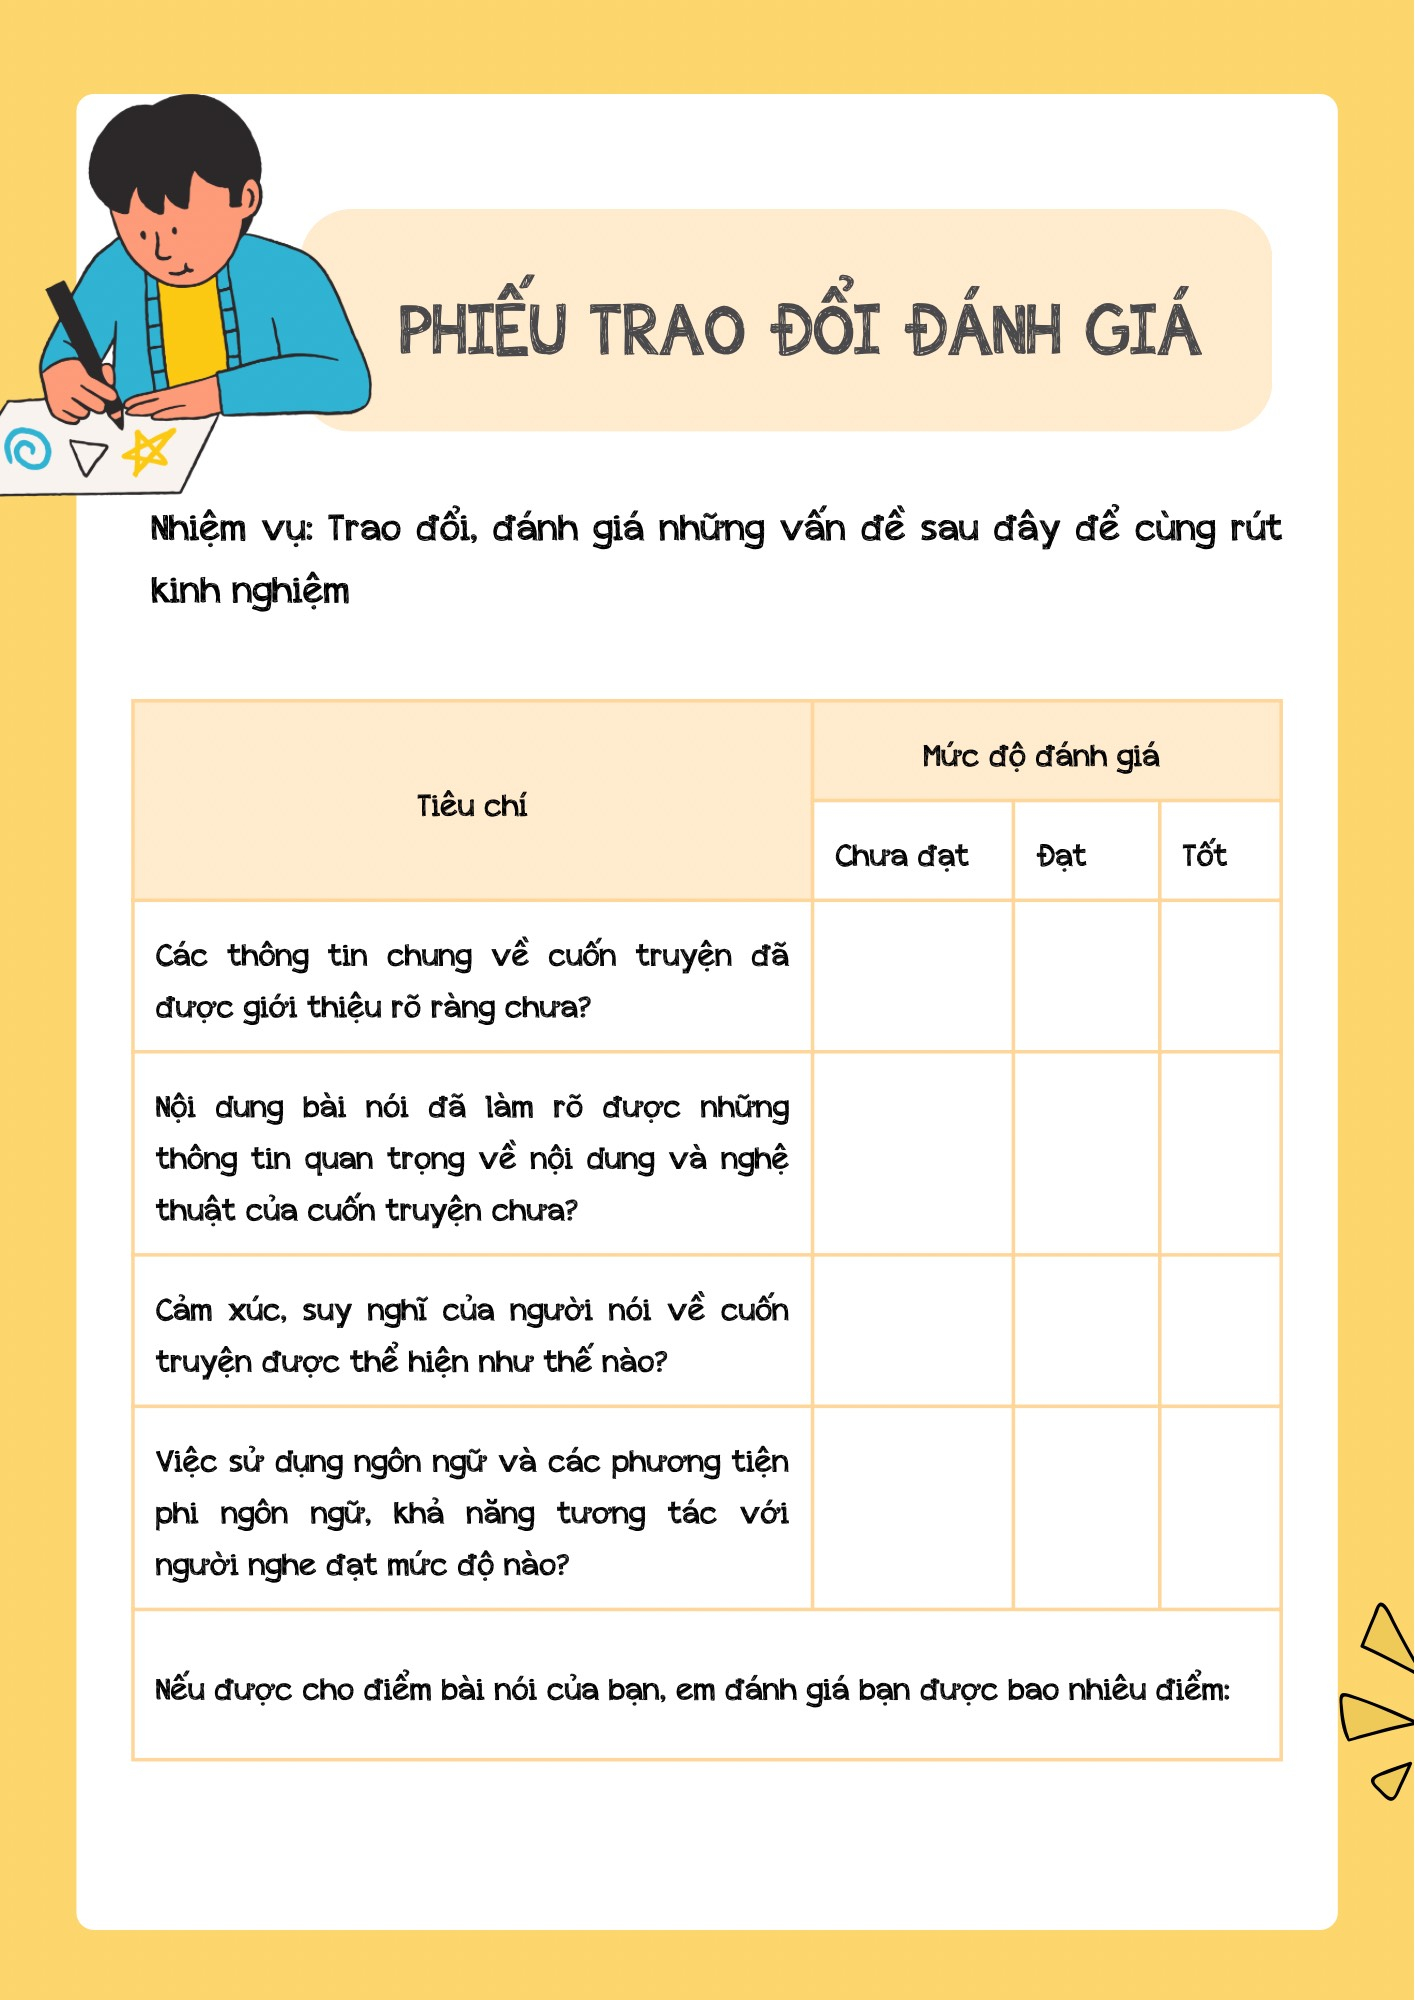 PHIẾU TRAO ĐỔI ĐÁNH GIÁ
Nhiệm vụ: Trao đổi, đánh giá những vấn đề sau đây để cùng rút
kinh nghiệm
Tiêu chí
Mức độ đánh giá
Chưa đạt
Đạt
Tốt
Các thông tin chung về cuốn truyện đã
được giới thiệu rõ ràng chưa?
Nội dung bài nói đã làm rõ được những
thông tin quan trọng về nội dung và nghệ
thuật của cuốn truyện chưa?
Cảm xúc, suy nghĩ của người nói về cuốn
truyện được thể hiện như thế nào?
Việc sử dụng ngôn ngữ và các phương tiện
phi ngôn ngữ, khả năng tương tác với
người nghe đạt mức độ nào?
Nếu được cho điểm bài nói của bạn, em đánh giá bạn được bao nhiêu điểm: